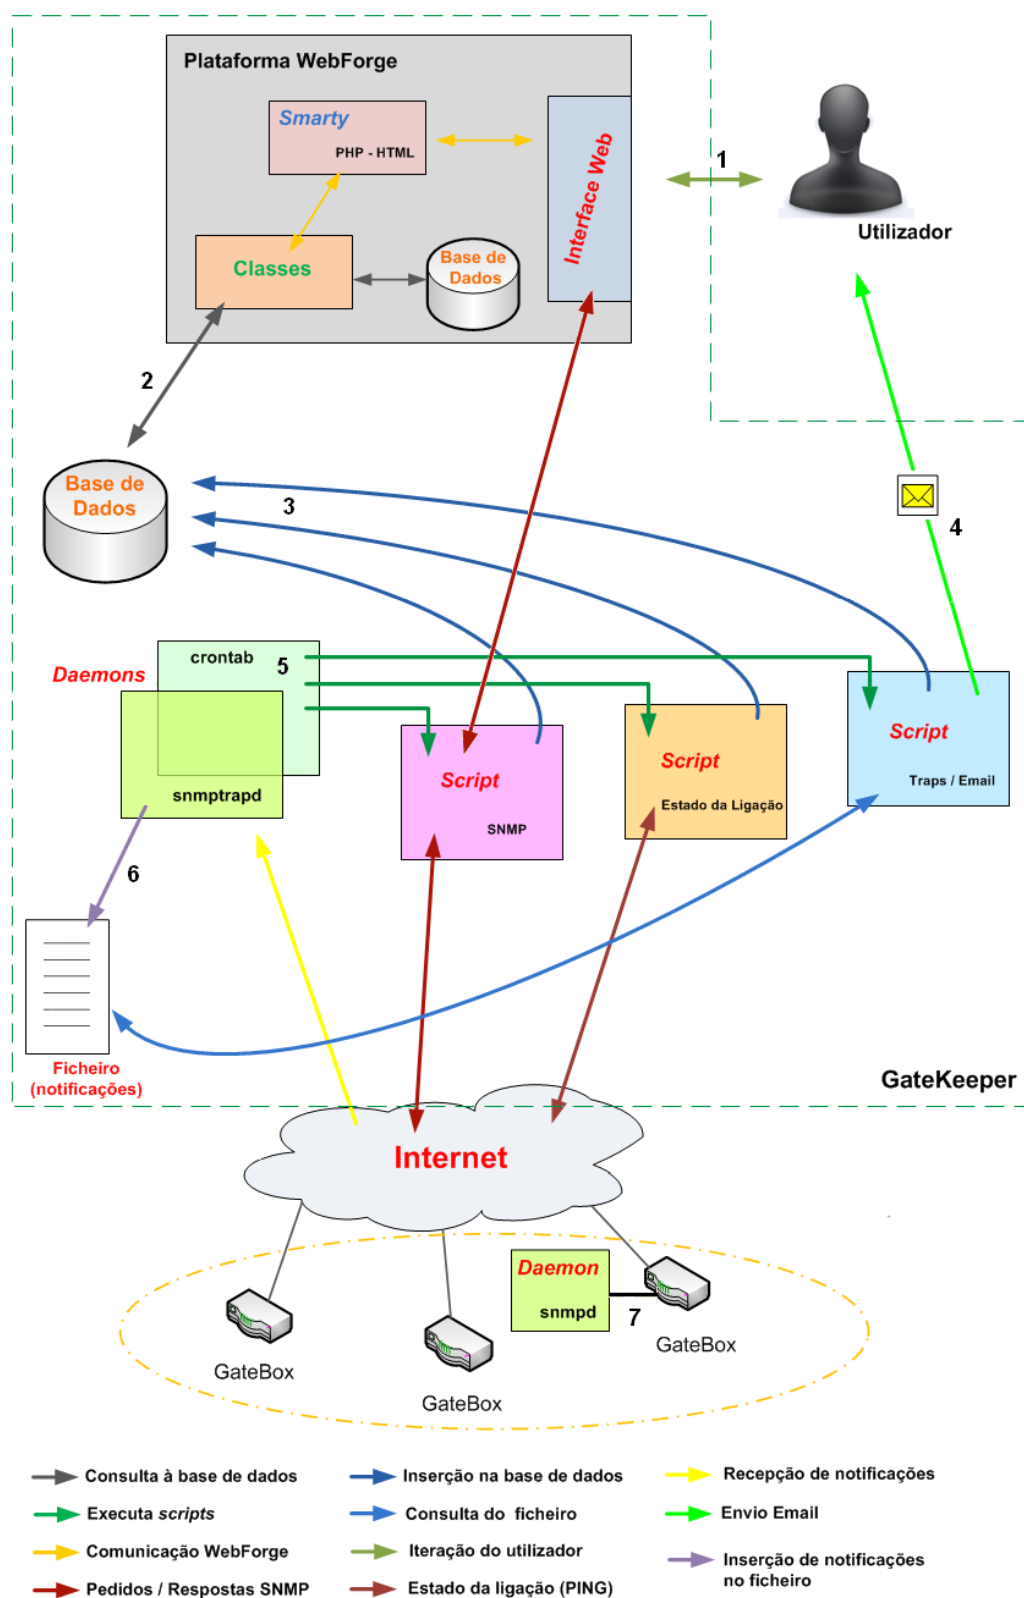 Plataforma WebForge
Smarty
PHP - HTML
Interface Web
1
Classes
Base de
Dados
Utilizador
2
Base de
Dados
3
4
crontab
5
Daemons
snmptrapd
Script
SNMP
Script
Estado da Ligação
Script
Traps / Email
6
Ficheiro
(notificações)
GateKeeper
Internet
Daemon
snmpd
7
GateBox
GateBox
GateBox
Consulta à base de dados
Inserção na base de dados
Recepção de notificações
Executa scripts
Consulta do ficheiro
Envio Email
Comunicação WebForge
Iteração do utilizador
Inserção de notificações
no ficheiro
Pedidos / Respostas SNMP
Estado da ligação (PING)